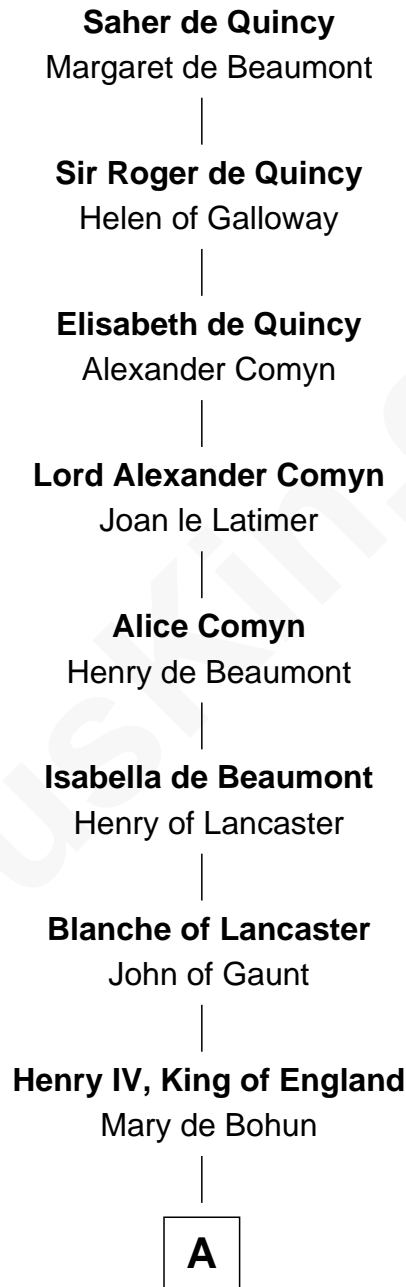 Saher de Quincy
Margaret de Beaumont
Sir Roger de Quincy
Helen of Galloway
Elisabeth de Quincy
Alexander Comyn
Lord Alexander Comyn
Joan le Latimer
Alice Comyn
Henry de Beaumont
Isabella de Beaumont
Henry of Lancaster
Blanche of Lancaster
John of Gaunt
Henry IV, King of England
Mary de Bohun
A